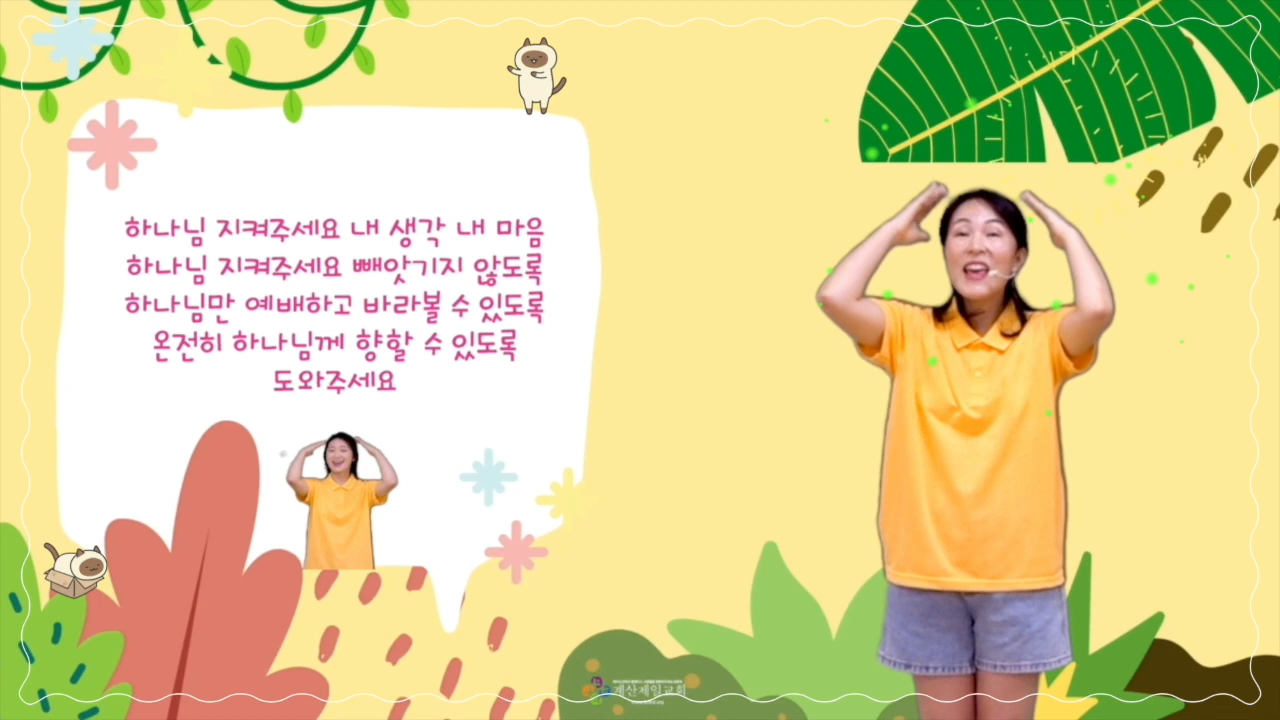 하나님 지켜주세요 내 생각 내 마음
하나님 지켜주세요 빼앗기지 않도록
하나님만 예배하고 바라볼 수 있도록
온전히 하나님께 향할 수 있도록
도와주세요
계산제일교회